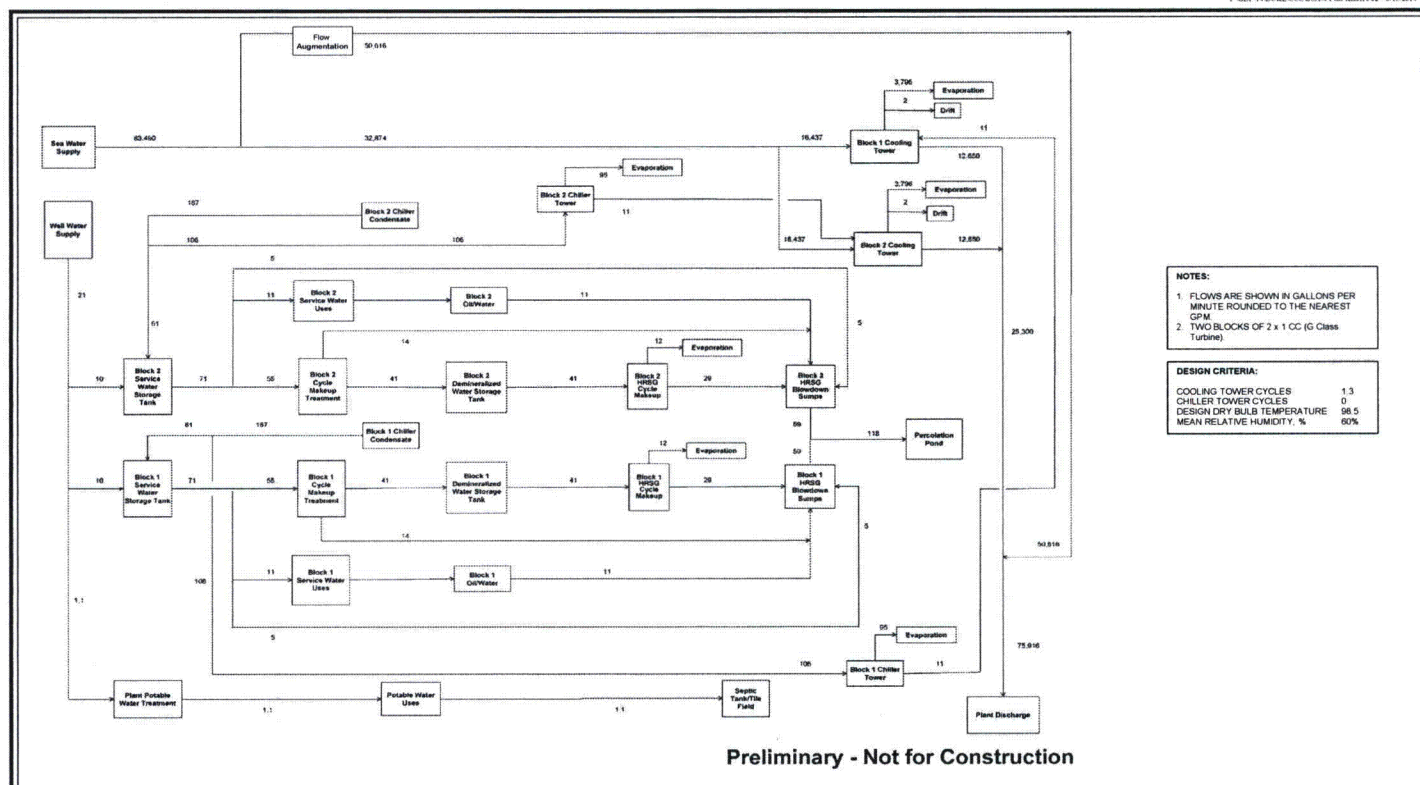 Flow
Augmentation
50,616
3,796
Evaporation
2
Drift
11
Sea Water
Supply
83,490
32,874
16,437
Block 1 Cooling
Tower
12,650
Evaporation
95
Block 2 Chiller
Tower
3,796
Evaporation
2
Drift
11
Well Water
Supply
167
Block 2 Chiller
Condensate
106
106
16,437
Block 2 Cooling
Tower
12,650
5
21
11
Block 2
Service Water
Uses
Block 2
Oil/Water
11
5
25,300
61
14
12
Evaporation
10
Block 2
Service
Water
Storage
Tank
71
Block 2
Cycle
Makeup
Treatment
41
Block 2
Demineralized
Water Storage
Tank
41
Block 2
HRSG Cycle
Makeup
29
Block 2
HRSG
Blowdown
Sumps
61
167
Block 1 Chiller
Condensate
59
118
Percolation
Pond
12
Evaporation
59
Block 1
Service
Water
Storage Tank
71
Block 1
Cycle
Makeup
Treatment
41
Block 1
Demineralized
Water Storage
Tank
41
Block 1
HRSG Cycle
Makeup
29
Block 1
HRSG
Blowdown
Sumps
14
5
50,616
106
11
Block 1
Service Water
Uses
Block 1
Oil/Water
11
1.1
5
95
Evaporation
106
Block 1 Chiller
Tower
11
75,916
Plant Potable
Water Treatment
1.1
Potable Water
Uses
1.1
Septic
Tank/Tile
Field
Plant Discharge
NOTES:
1. FLOWS ARE SHOWN IN GALLONS PER
MINUTE ROUNDED TO THE NEAREST
GPM.
2. TWO BLOCKS OF 2 x 1 CC (G Class
Turbine).
DESIGN CRITERIA:
COOLING TOWER CYCLES 1.3
CHILLER TOWER CYCLES 0
DESIGN DRY BULB TEMPERATURE 98.5
MEAN RELATIVE HUMIDITY, % 60%
Preliminary - Not for Construction